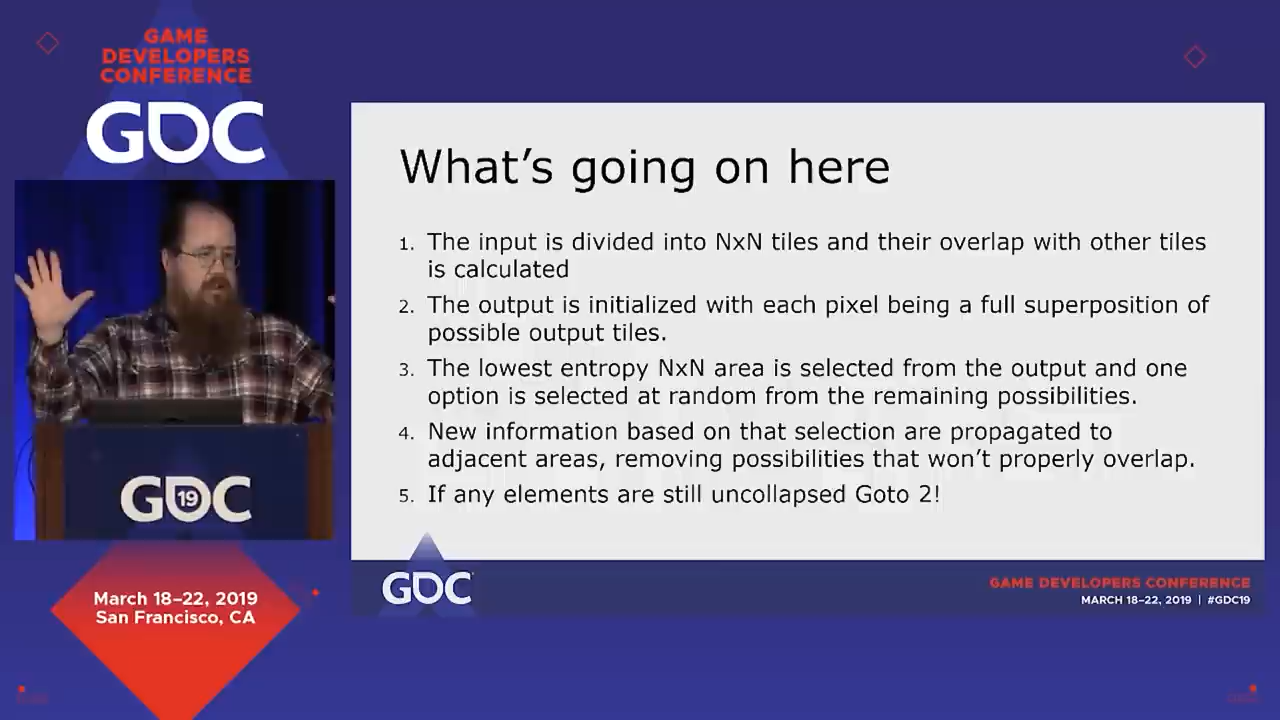 GAME
DEVELOPERS
CONFERENCE
GDC
GDC
19
March 18–22, 2019
San Francisco, CA
What’s going on here
1. The input is divided into NxN tiles and their overlap with other tiles
is calculated
2. The output is initialized with each pixel being a full superposition of
possible output tiles.
3. The lowest entropy NxN area is selected from the output and one
option is selected at random from the remaining possibilities.
4. New information based on that selection are propagated to
adjacent areas, removing possibilities that won’t properly overlap.
5. If any elements are still uncollapsed Goto 2!
GDC
GAME DEVELOPERS CONFERENCE
MARCH 18–22, 2019 | #GDC19